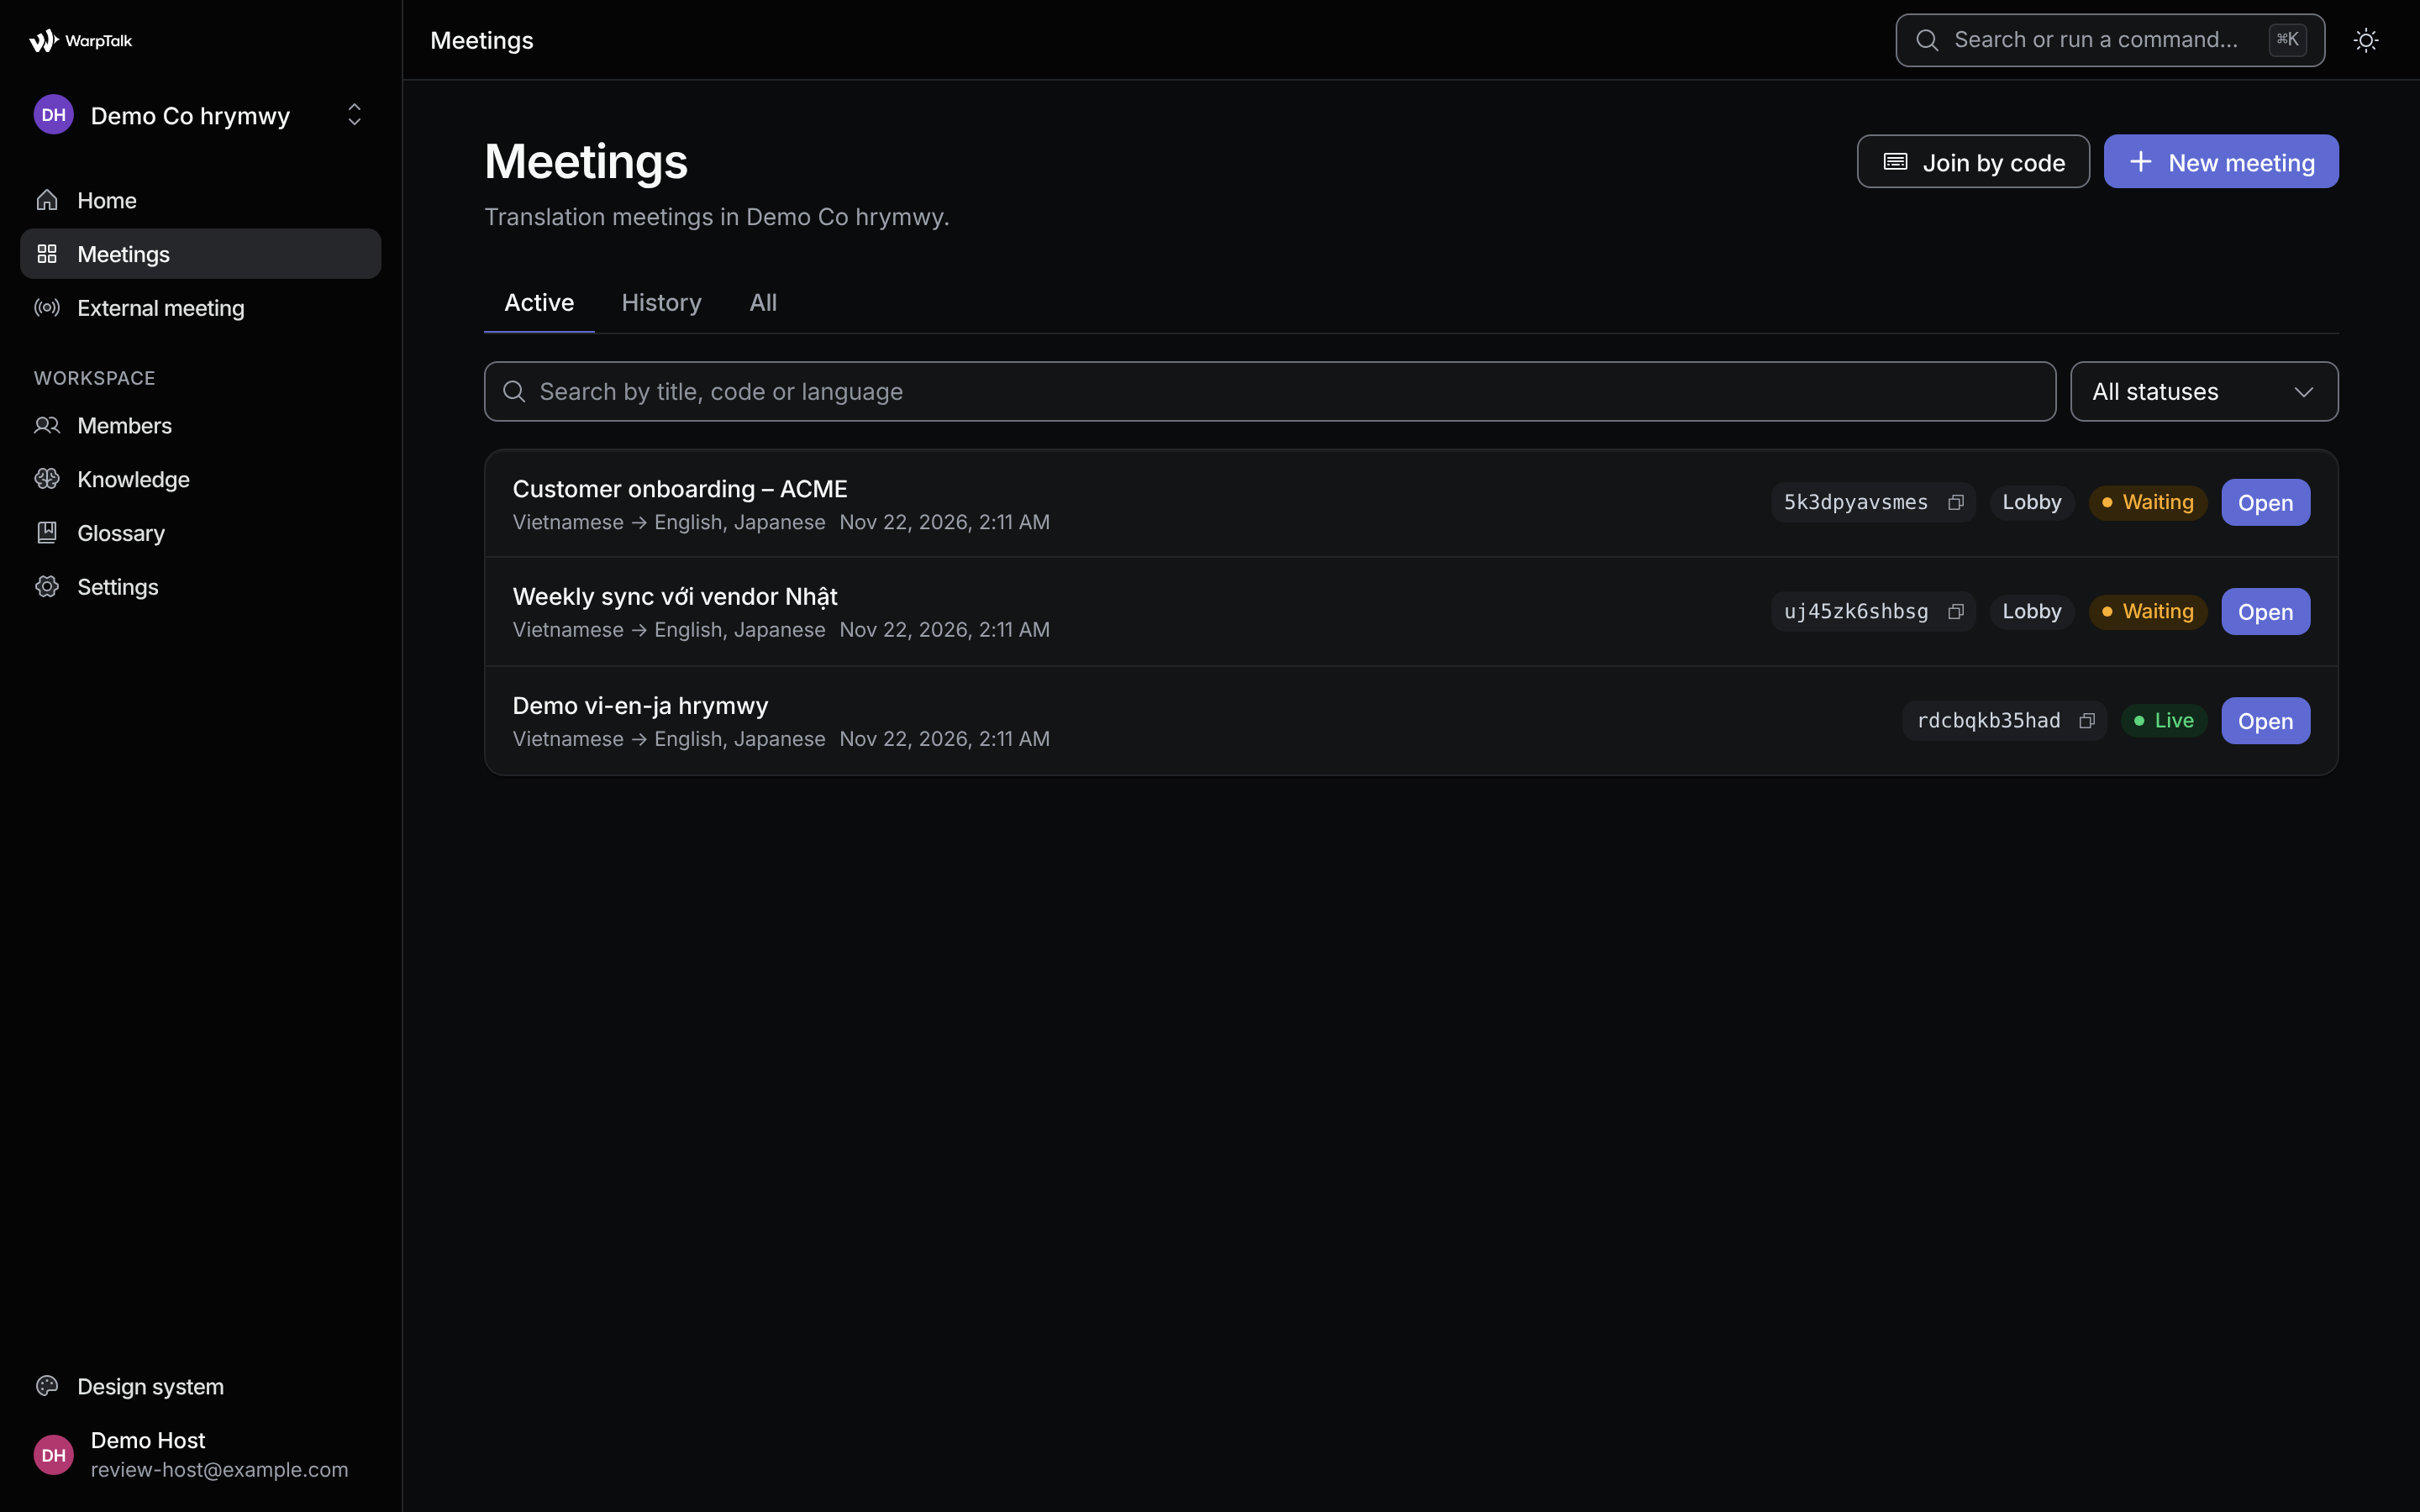 WarpTalk
Meetings
Search or run a command...
⌘K
DH
Demo Co hrymwy
Home
Meetings
External meeting
WORKSPACE
Members
Knowledge
Glossary
Settings
Design system
DH
Demo Host
review-host@example.com
Meetings
Join by code
New meeting
Translation meetings in Demo Co hrymwy.
Active
History
All
Search by title, code or language
All statuses
Customer onboarding – ACME
Vietnamese → English, Japanese Nov 22, 2026, 2:11 AM
5k3dpyavsmes
Lobby
Waiting
Open
Weekly sync với vendor Nhật
Vietnamese → English, Japanese Nov 22, 2026, 2:11 AM
uj45zk6shbsg
Lobby
Waiting
Open
Demo vi-en-ja hrymwy
Vietnamese → English, Japanese Nov 22, 2026, 2:11 AM
rdcbqkb35had
Live
Open